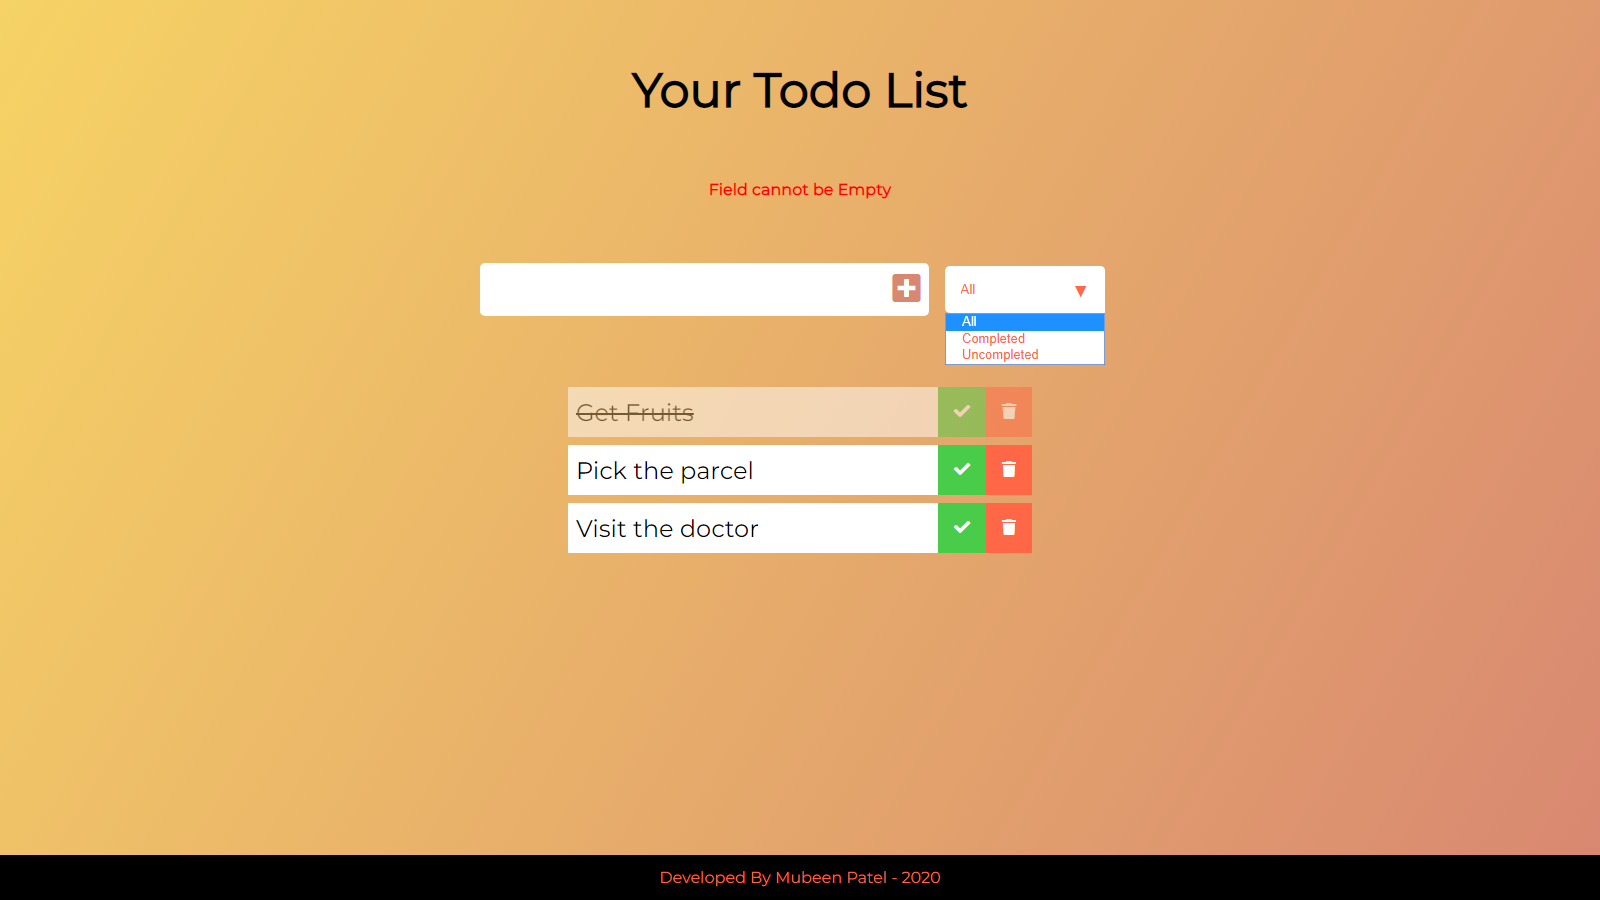 Your Todo List
Field cannot be Empty
All
All
Completed
Uncompleted
Get Fruits
Pick the parcel
Visit the doctor
Developed By Mubeen Patel - 2020